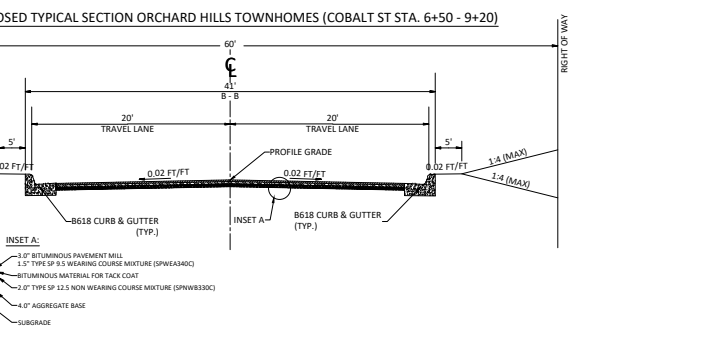 OSED TYPICAL SECTION ORCHARD HILLS TOWNHOMES (COBALT ST STA. 6+50 - 9+20)
60'
RIGHT OF WAY
CL
41'
B - B
20'
TRAVEL LANE
20'
TRAVEL LANE
5'
5'
02 FT/FT
0.02 FT/FT
PROFILE GRADE
0.02 FT/FT
0.02 FT/FT
1:4 (MAX)
1:4 (MAX)
B618 CURB & GUTTER
(TYP.)
INSET A
B618 CURB & GUTTER
(TYP.)
INSET A:
3.0" BITUMINOUS PAVEMENT MILL
1.5" TYPE SP 9.5 WEARING COURSE MIXTURE (SPWEA340C)
BITUMINOUS MATERIAL FOR TACK COAT
2.0" TYPE SP 12.5 NON WEARING COURSE MIXTURE (SPNWB330C)
4.0" AGGREGATE BASE
SUBGRADE